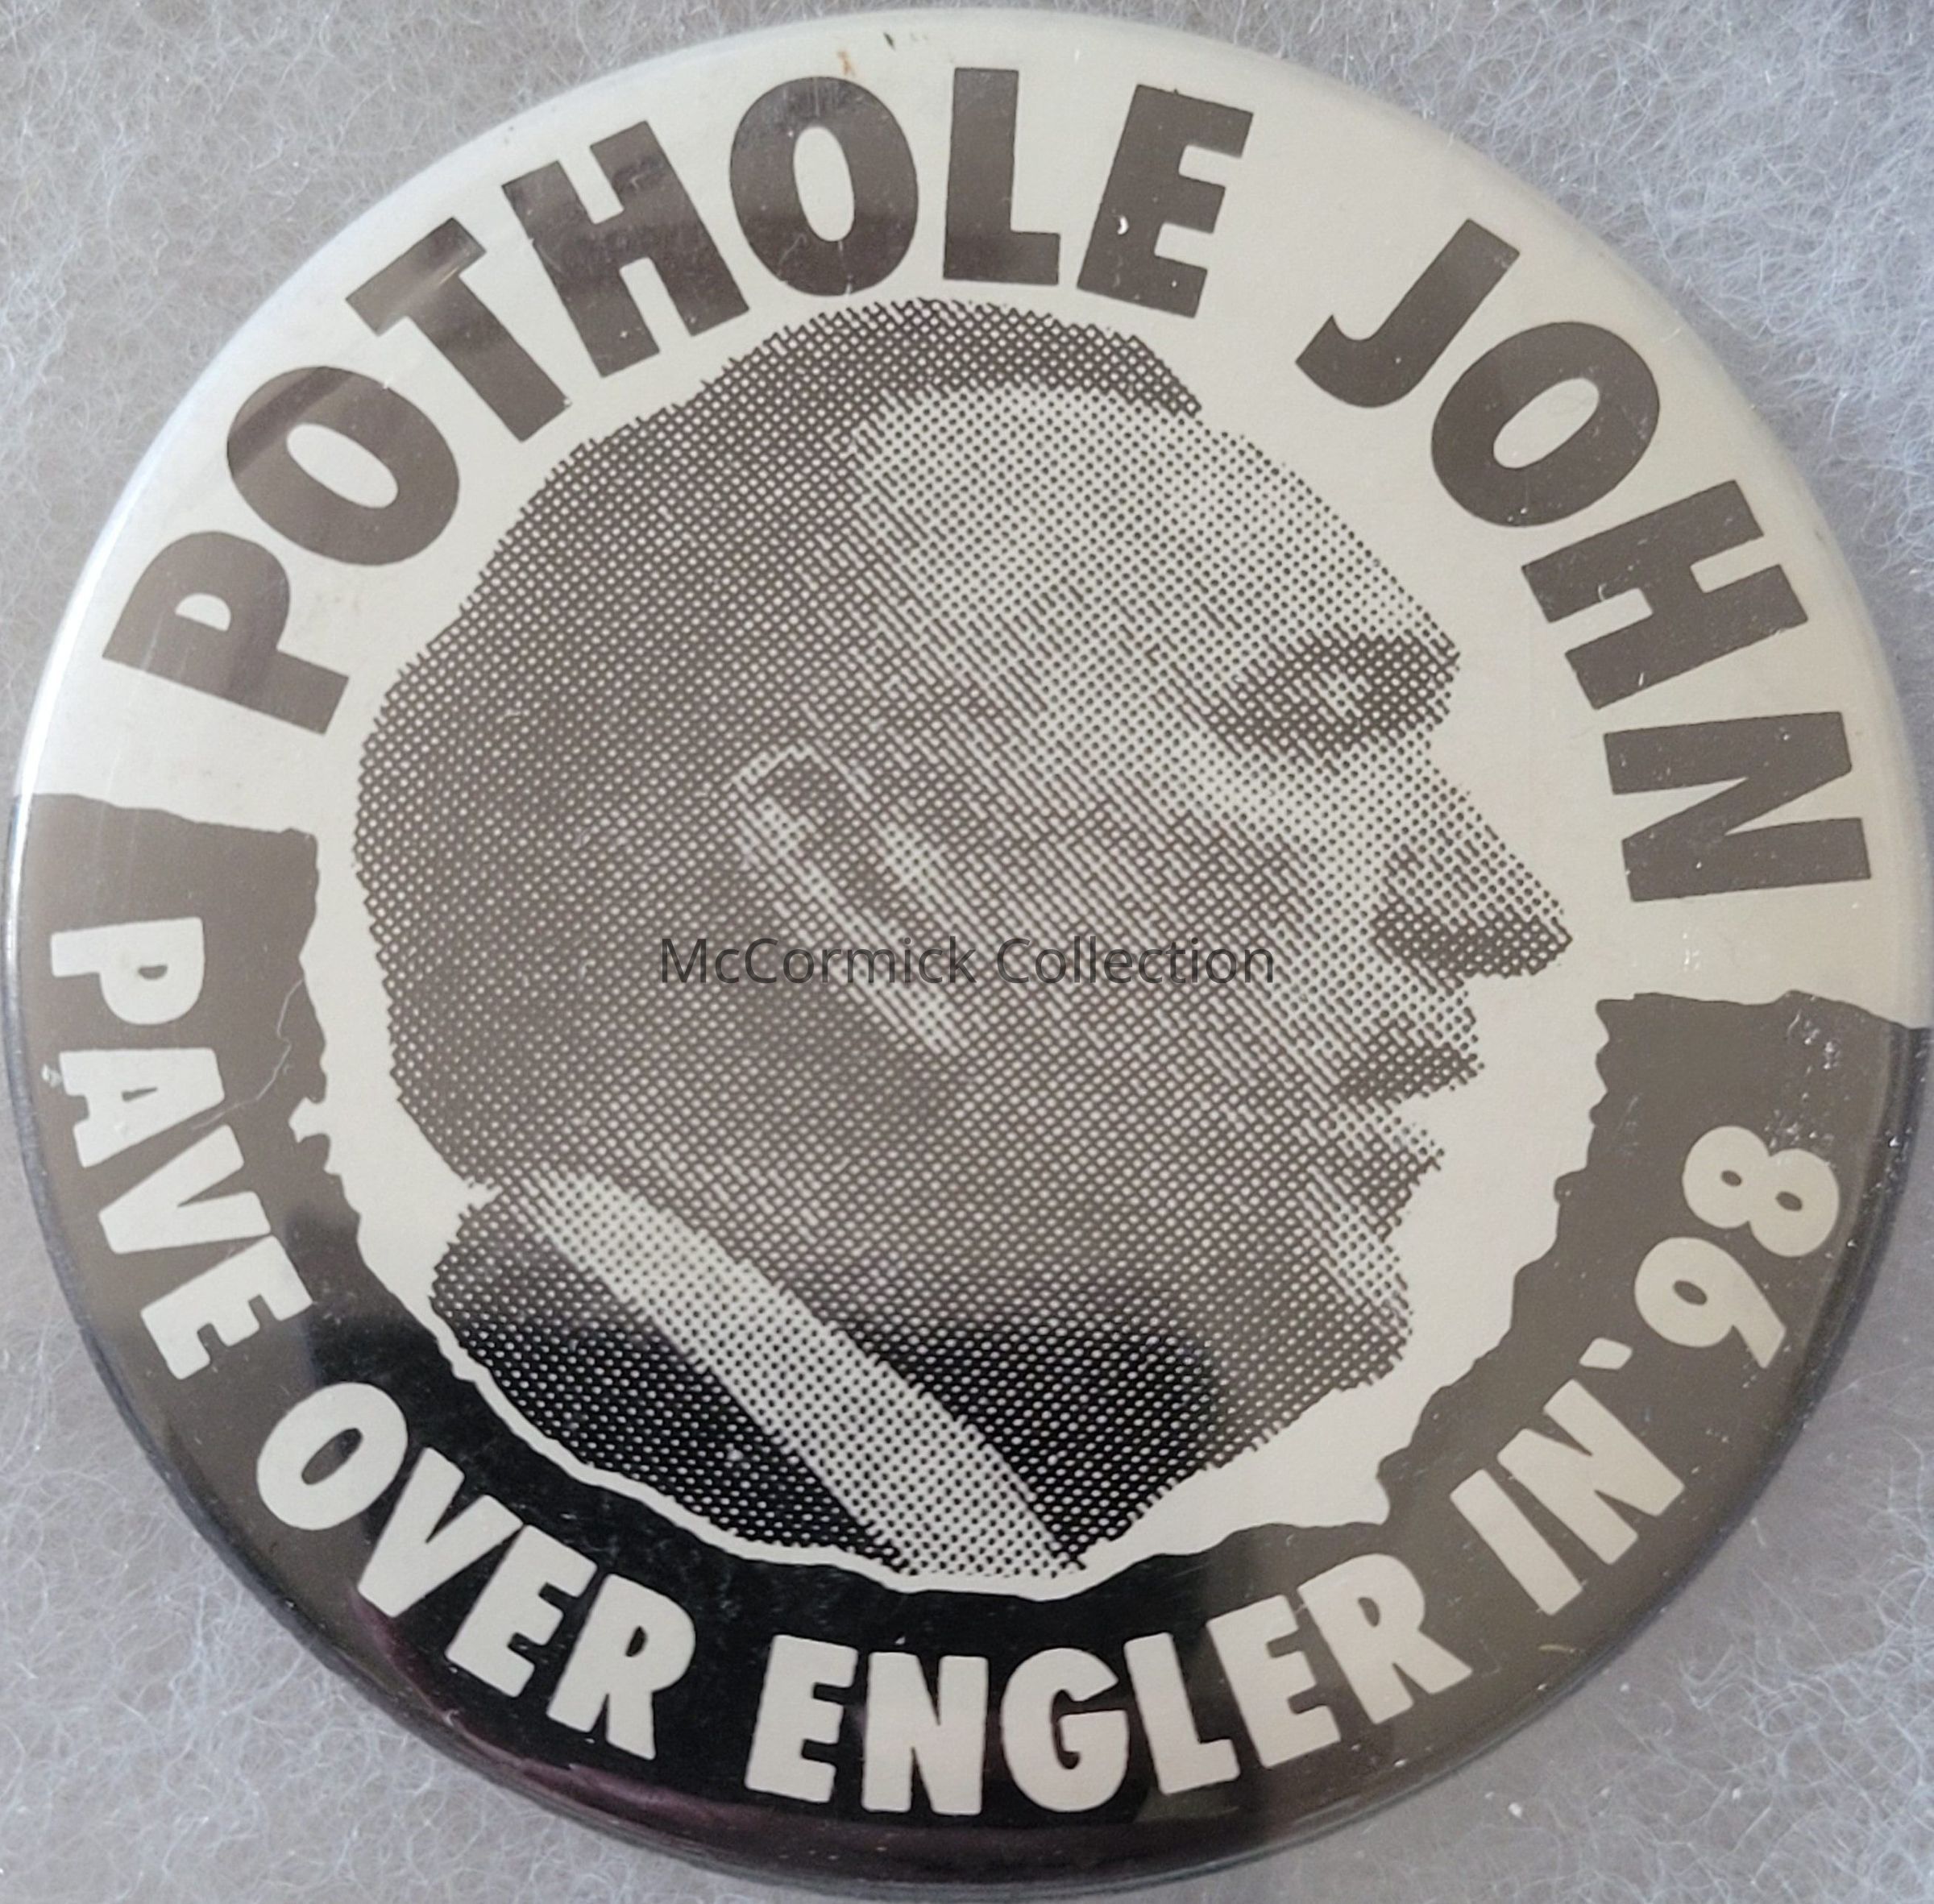 POTHOLE JOHN
McCormick Collection
PAVE OVER ENGLER IN '98